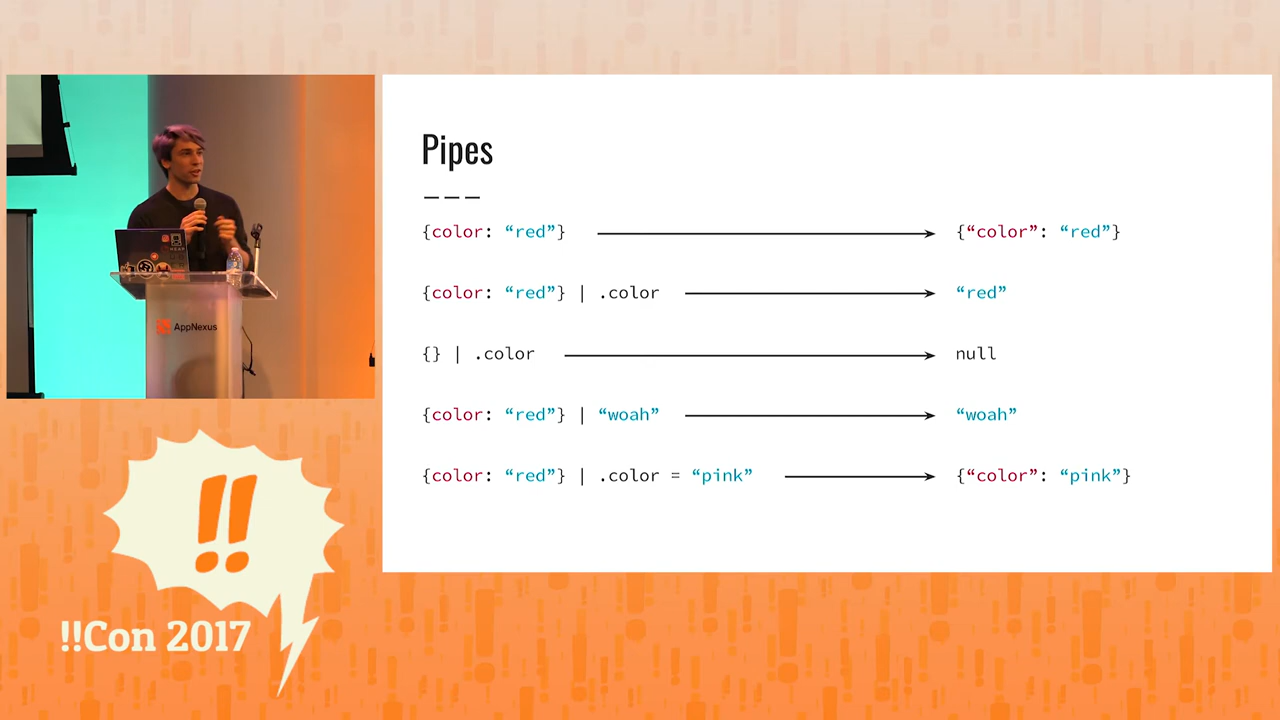 Pipes
{color: “red”} {“color”: “red”}
{color: “red”} | .color “red”
{} | .color null
{color: “red”} | “woah” “woah”
{color: “red”} | .color = “pink” {“color”: “pink”}
AppNexus
!!
!!Con 2017